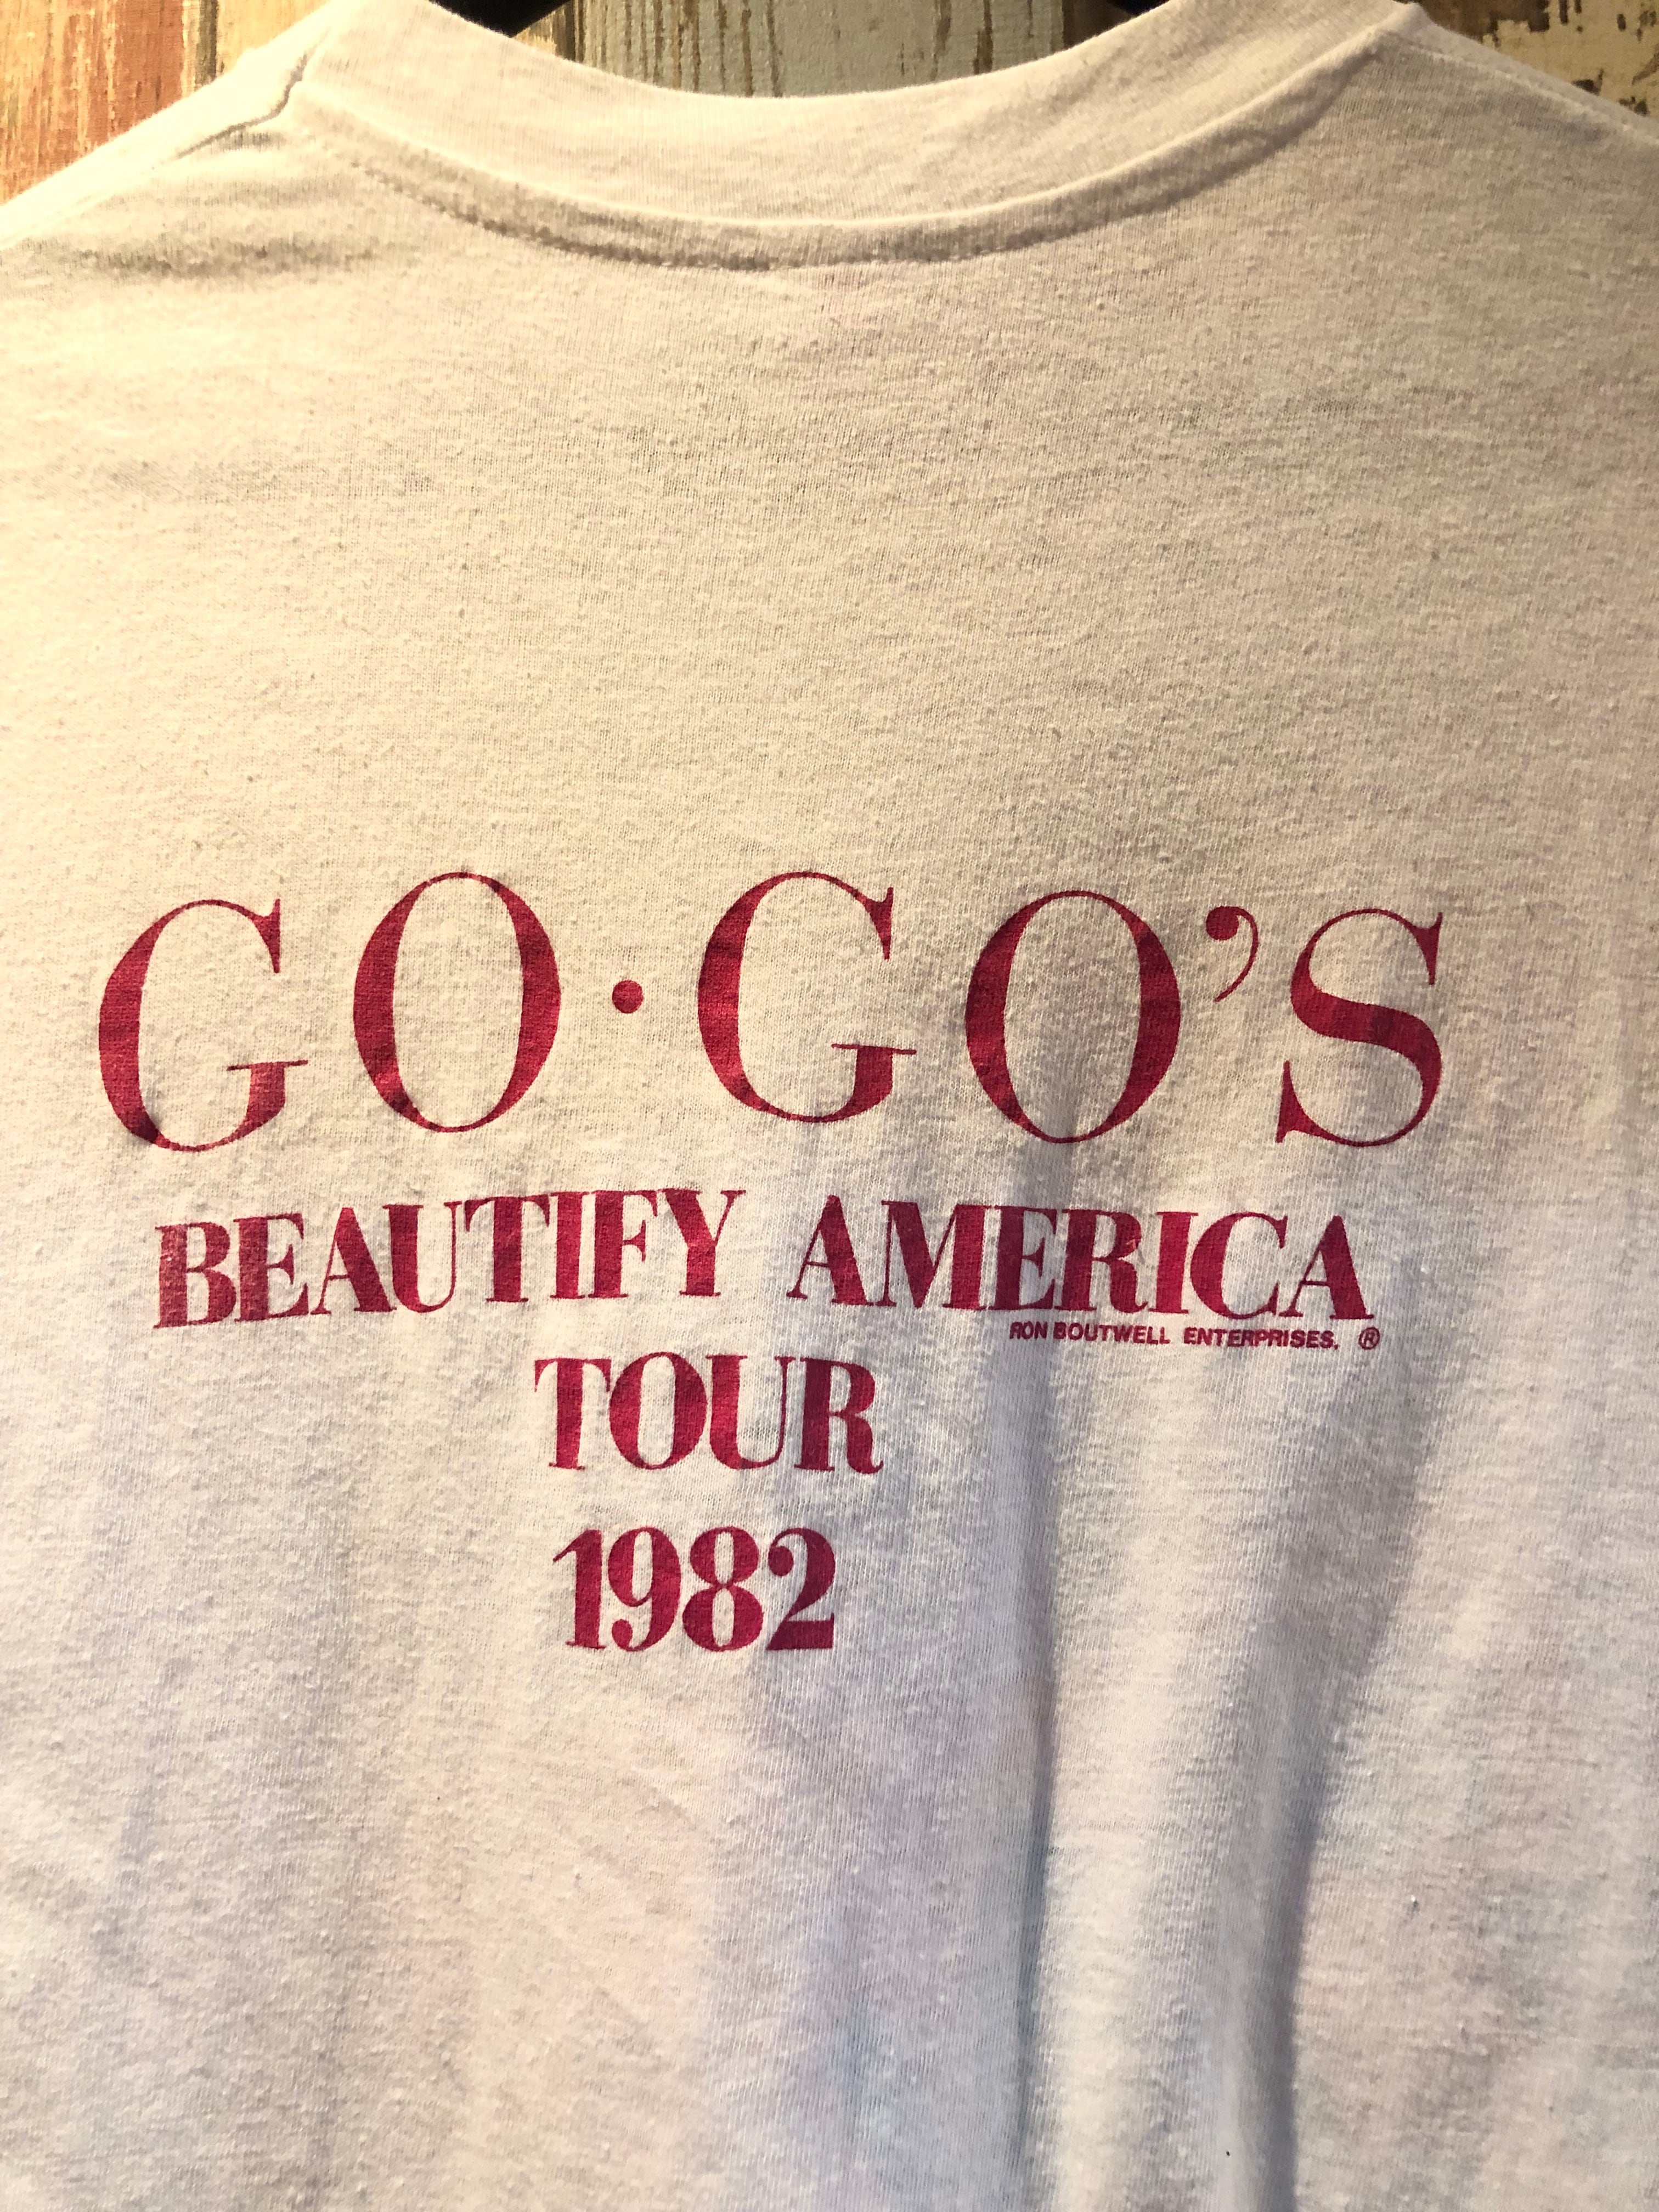 GO·GO'S
BEAUTIFY AMERICA
RON BOUTWELL ENTERPRISES. ®
TOUR
1982